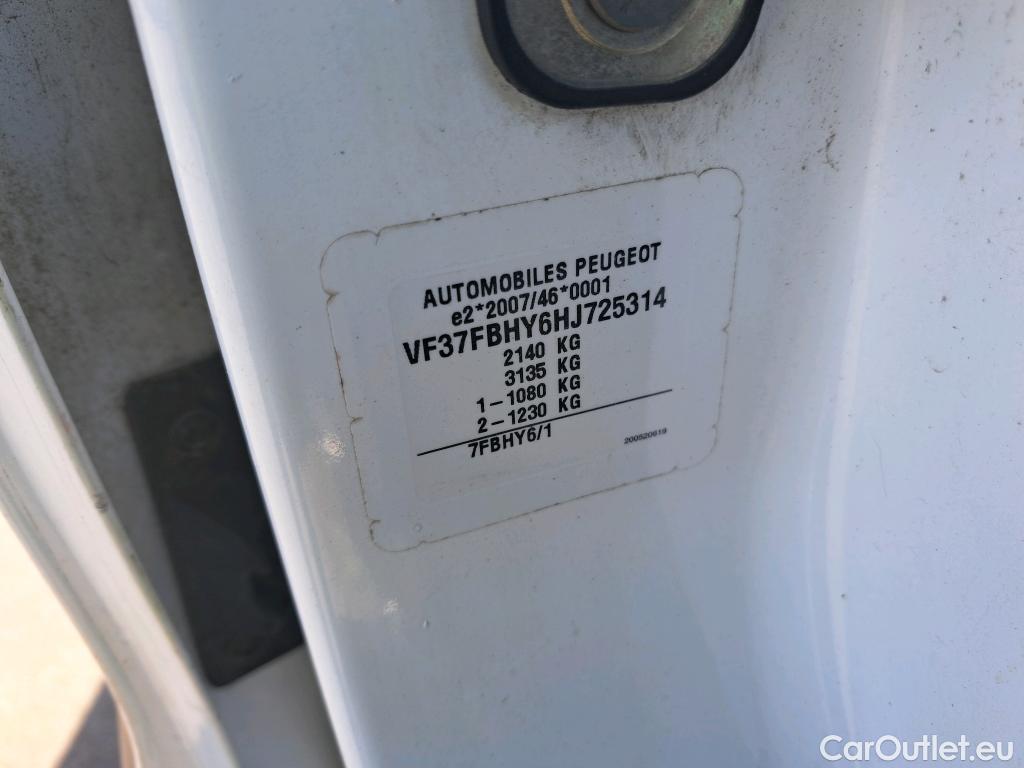 AUTOMOBILES PEUGEOT
e2*2007/46*0001
VF37FBHY6HJ725314
2140 KG
3135 KG
1-1080 KG
2-1230 KG
7FBHY6/1
200520619
CarOutlet.eu